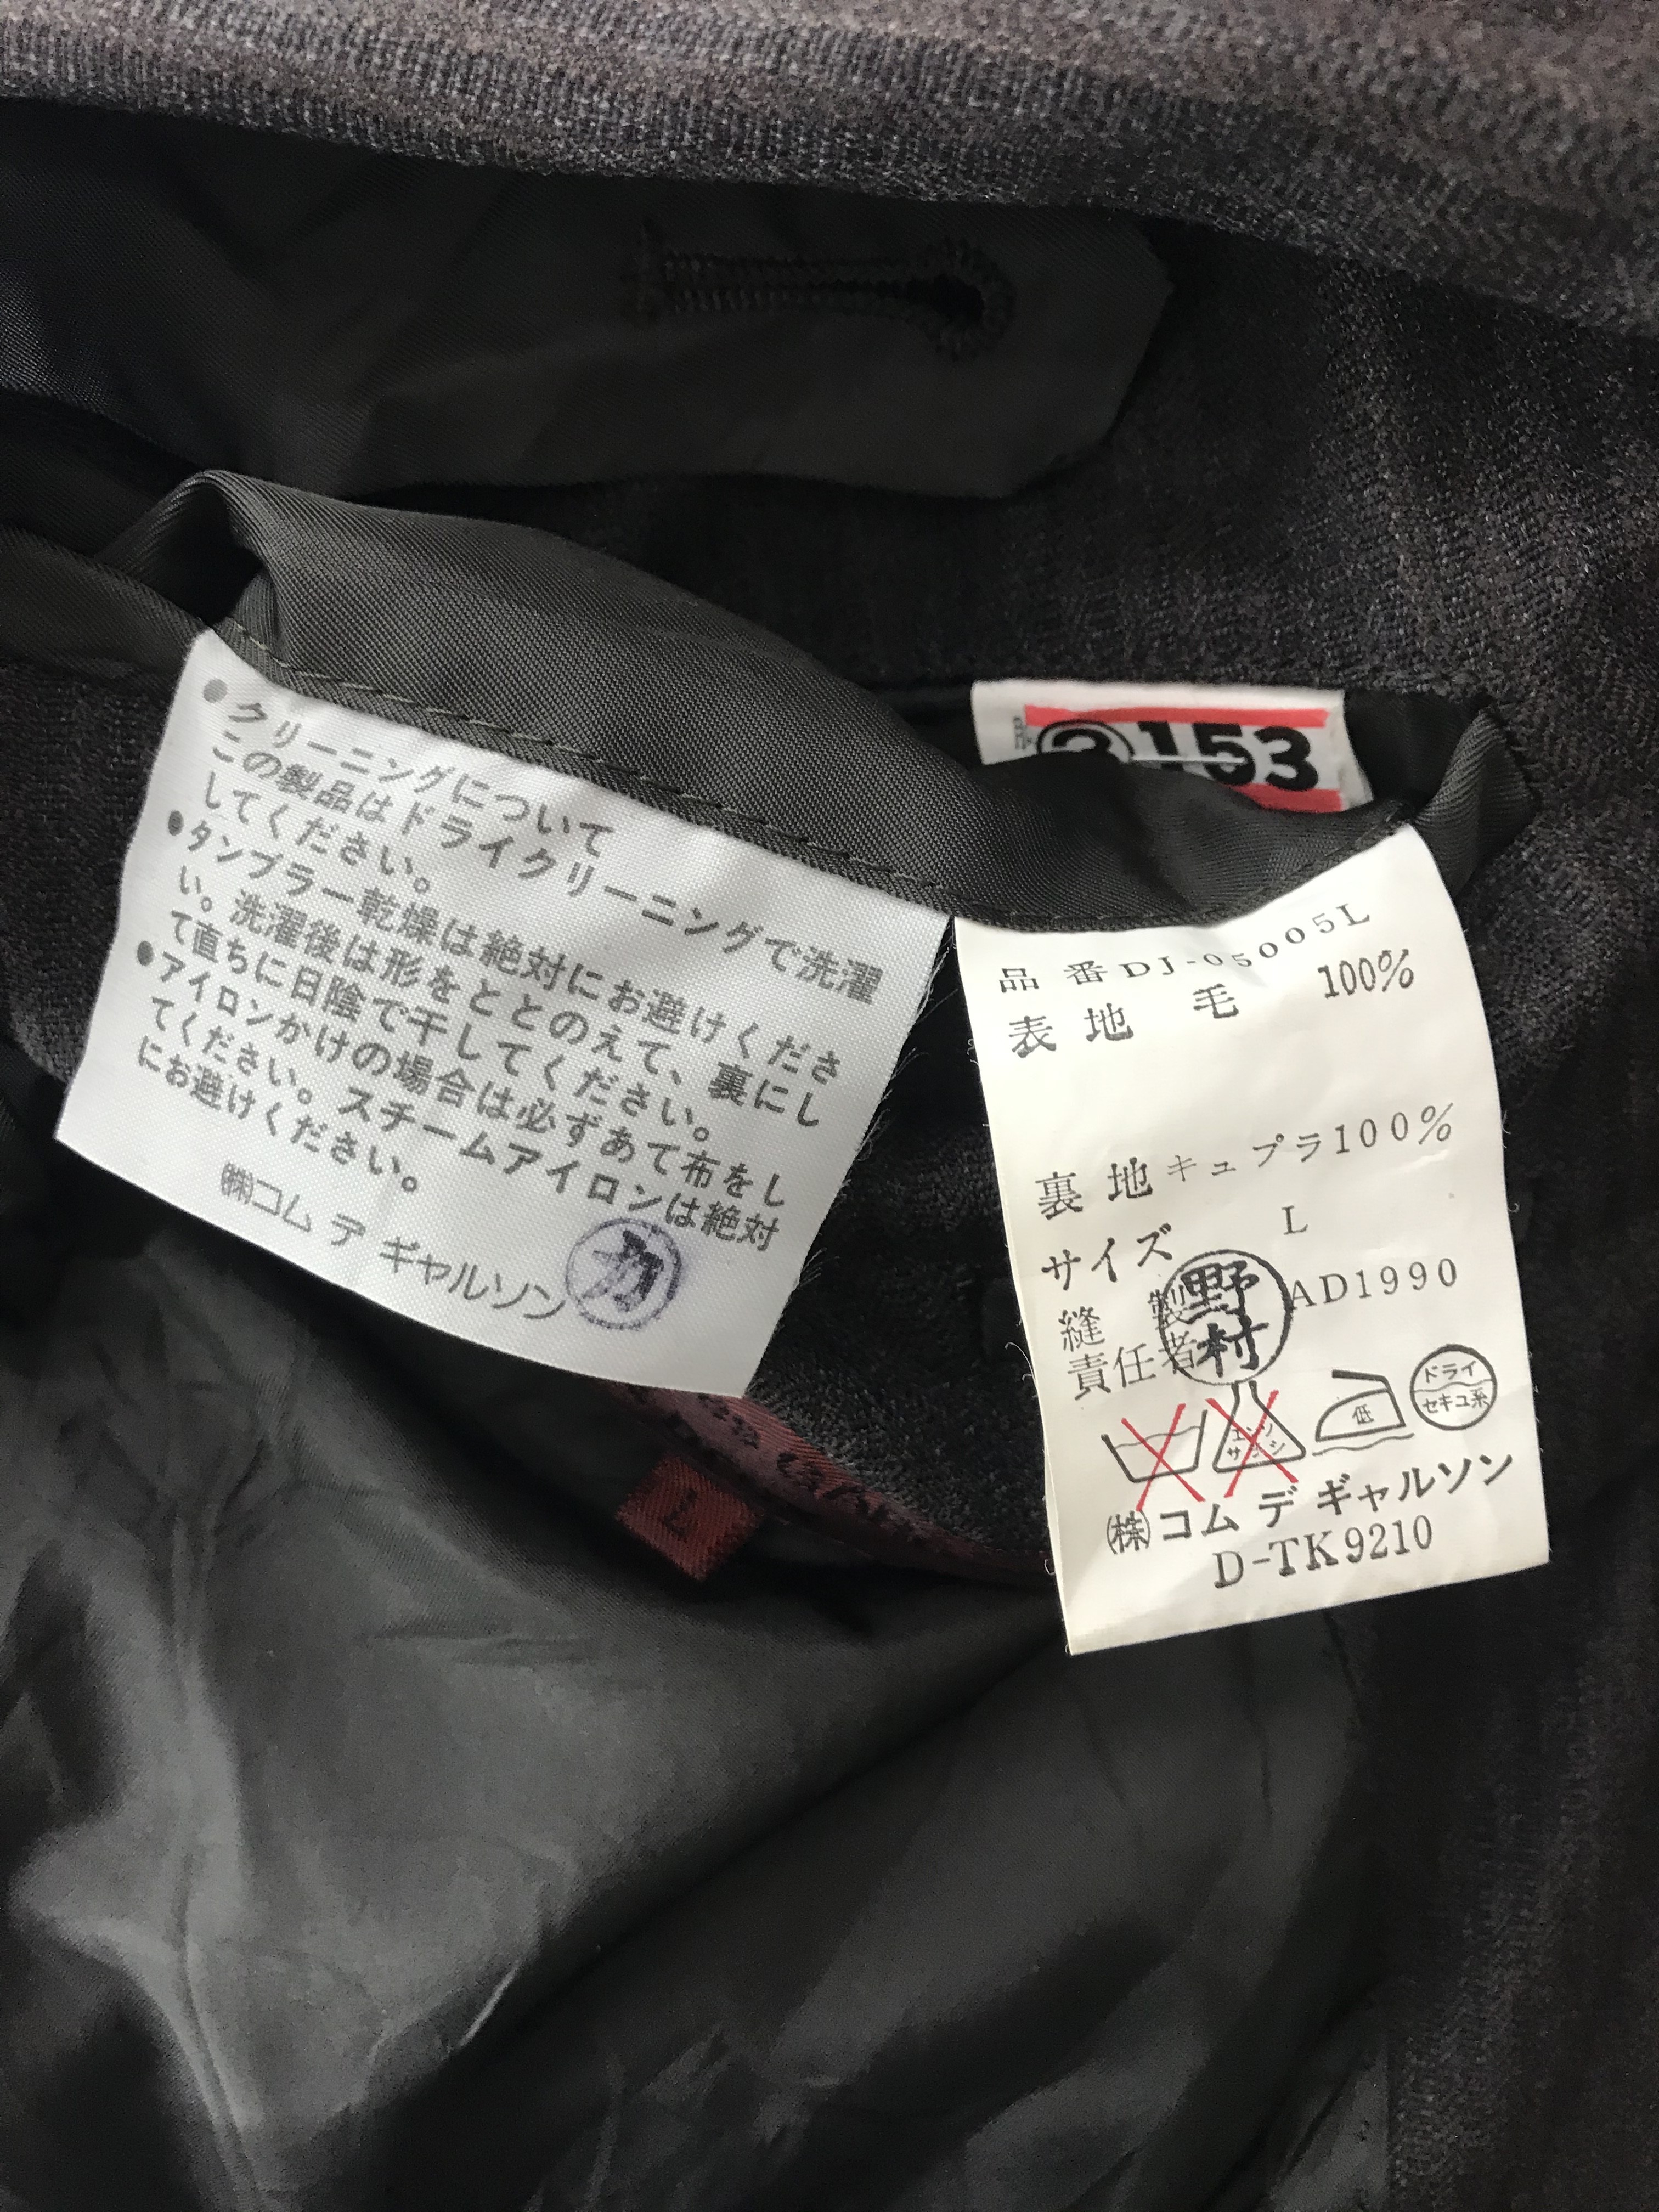 ●クリーニングについて
この製品はドライクリーニングで洗濯
してください。
●タンブラー乾燥は絶対にお避けくださ
い。洗濯後は形をととのえて、裏にし
て直ちに日陰で干してください。
●アイロンかけの場合は必ずあて布をし
てください。スチームアイロンは絶対
にお避けください。
㈱コム デ ギャルソン
カ
153
品 番 DJ-05005L
表 地 毛 100%
裏 地 キュプラ100%
サイズ L
縫 製 AD1990
責任者
野村
エンソ
サラシ
低
ドライ
セキユ系
㈱コム デ ギャルソン
D-TK9210
L